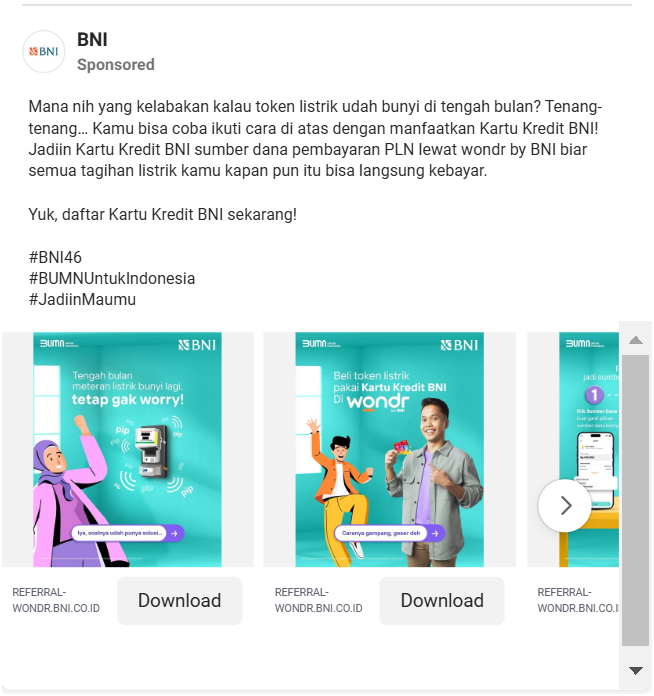 BNI
BNI
Sponsored
Mana nih yang kelabakan kalau token listrik udah bunyi di tengah bulan? Tenang-
tenang… Kamu bisa coba ikuti cara di atas dengan manfaatkan Kartu Kredit BNI!
Jadiin Kartu Kredit BNI sumber dana pembayaran PLN lewat wondr by BNI biar
semua tagihan listrik kamu kapan pun itu bisa langsung kebayar.
Yuk, daftar Kartu Kredit BNI sekarang!
#BNI46
#BUMNUntukIndonesia
#JadiinMaumu
BUMN
BNI
Tengah bulan
meteran listrik bunyi lagi,
tetap gak worry!
pip
pip
pip
pip
pip
Iya, soalnya udah punya solusi...
BUMN
BNI
Beli token listrik
pakai Kartu Kredit BNI
Di wondr
by BNI
Caranya gampang, geser deh
BUMN
jadi sumb
1
Klik Sumber Dana
REFERRAL-
WONDR.BNI.CO.ID
Download
REFERRAL-
WONDR.BNI.CO.ID
Download
REFERRAL-
WONDR.BNI.CO.I